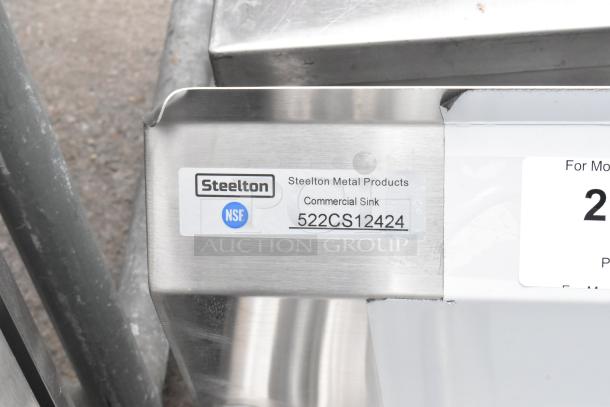 Steelton
Steelton Metal Products
Commercial Sink
NSF
522CS12424
AUCTION GROUP
For Mo
2
P